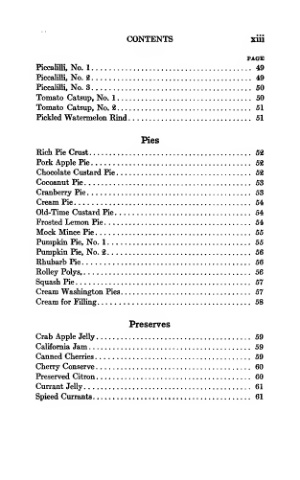 CONTENTS xiii
PAGE
Piccalilli, No. 1 49
Piccalilli, No. 2 49
Piccalilli, No. 3 50
Tomato Catsup, No. 1 50
Tomato Catsup, No. 2 51
Pickled Watermelon Rind 51
Pies
Rich Pie Crust 52
Pork Apple Pie 52
Chocolate Custard Pie 52
Cocoanut Pie 53
Cranberry Pie 53
Cream Pie 54
Old-Time Custard Pie 54
Frosted Lemon Pie 54
Mock Mince Pie 55
Pumpkin Pie, No. 1 55
Pumpkin Pie, No. 2 56
Rhubarb Pie 56
Rolley Polys, 56
Squash Pie 57
Cream Washington Pies 57
Cream for Filling 58
Preserves
Crab Apple Jelly 59
California Jam 59
Canned Cherries 59
Cherry Conserve 60
Preserved Citron 60
Currant Jelly 61
Spiced Currants 61